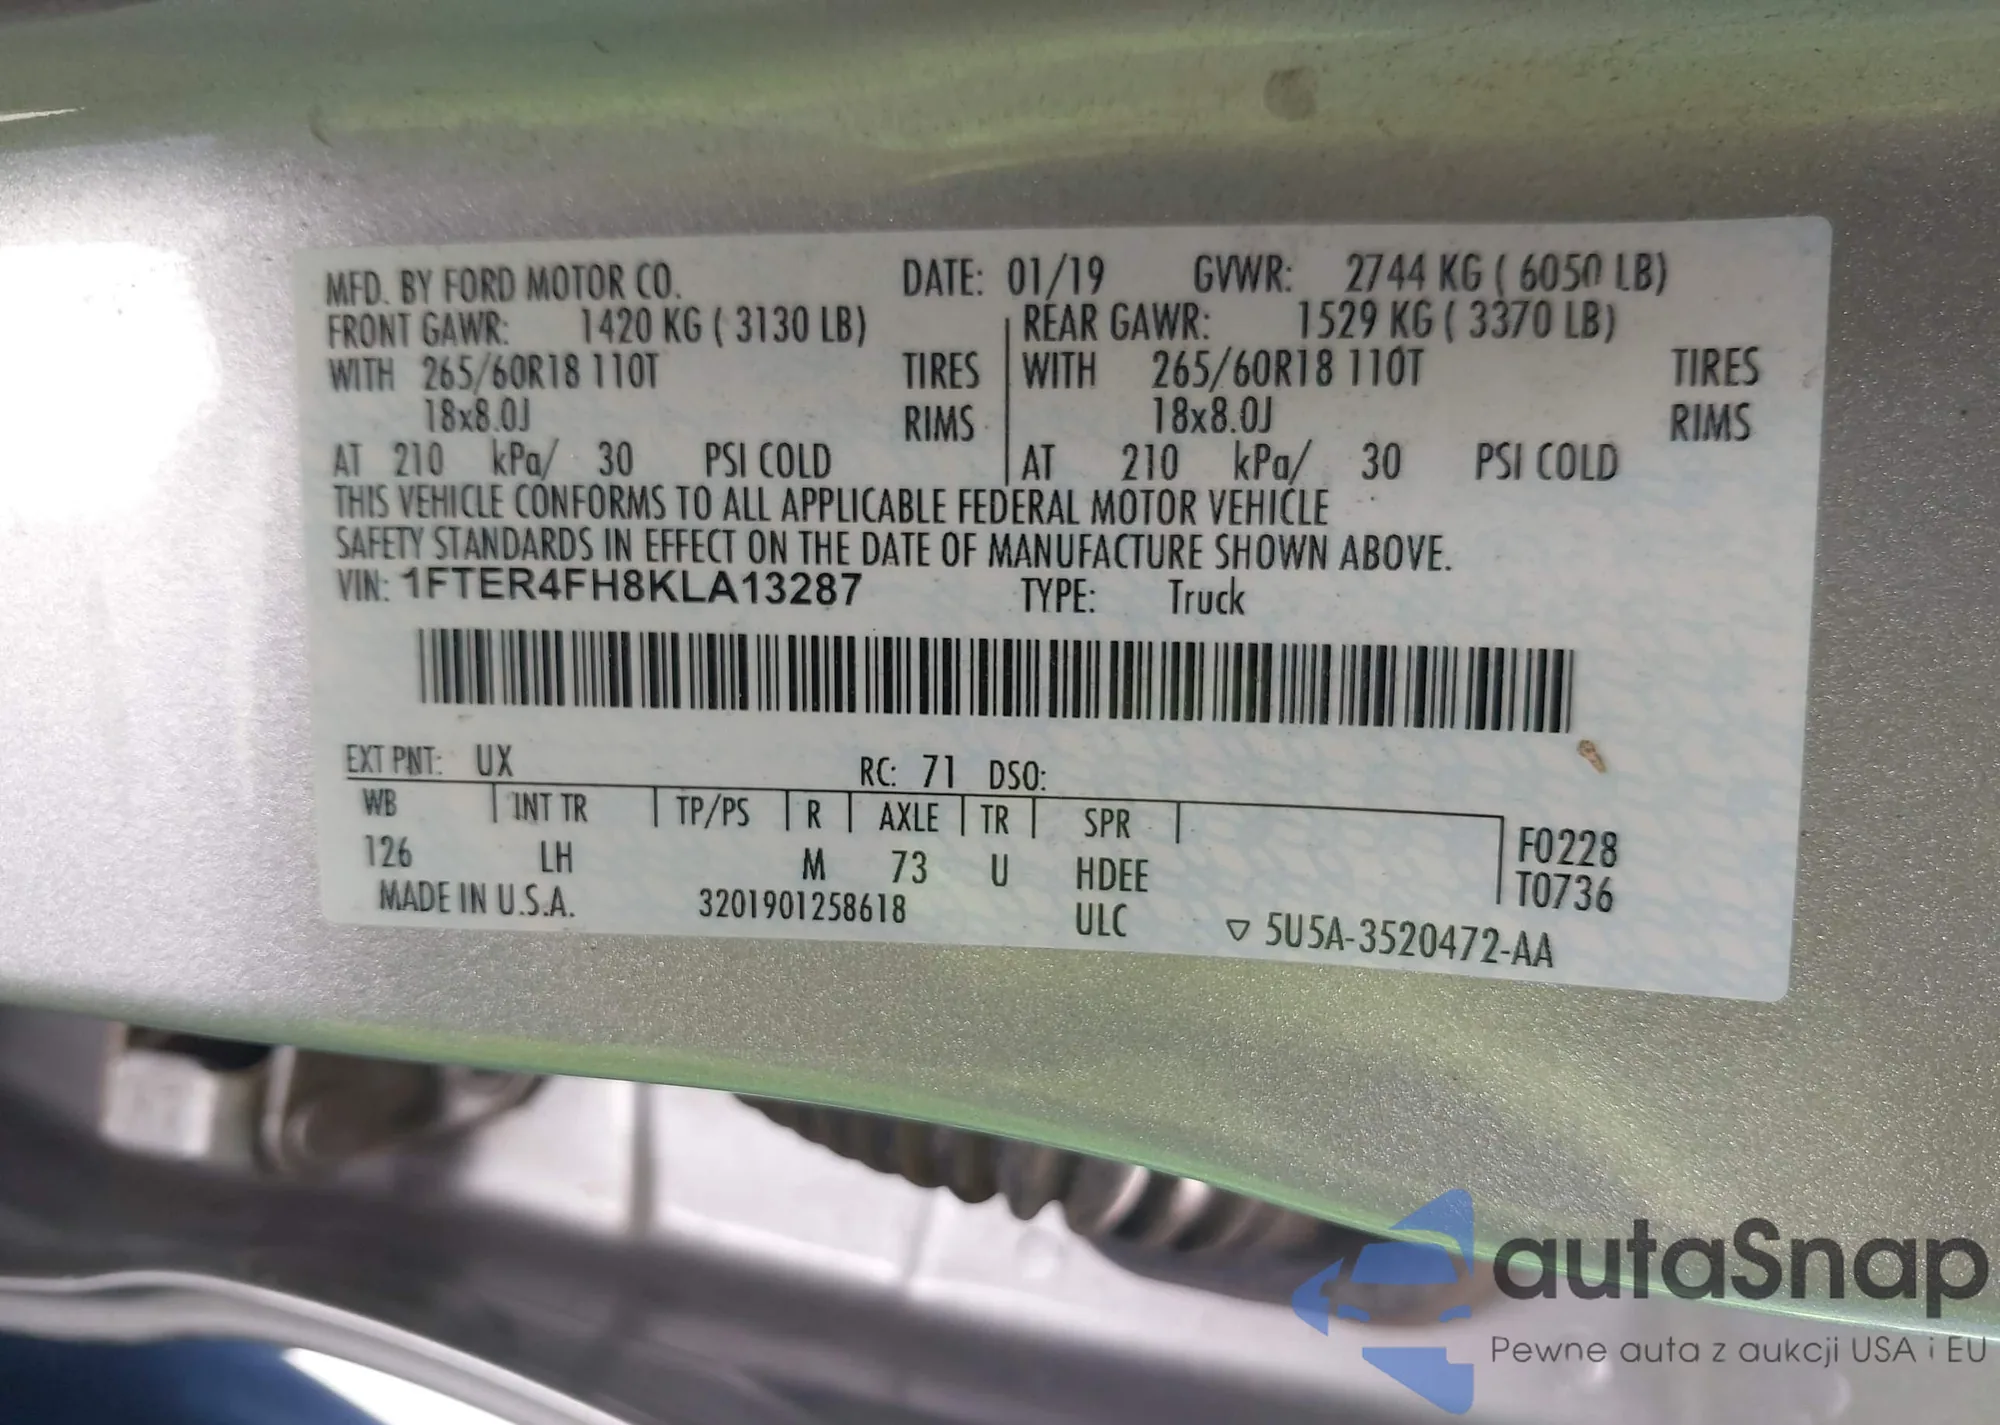 MFD. BY FORD MOTOR CO. DATE: 01/19 GVWR: 2744 KG ( 6050 LB)
FRONT GAWR: 1420 KG ( 3130 LB) REAR GAWR: 1529 KG ( 3370 LB)
WITH 265/60R18 110T TIRES WITH 265/60R18 110T TIRES
18x8.0J RIMS 18x8.0J RIMS
AT 210 kPa/ 30 PSI COLD AT 210 kPa/ 30 PSI COLD
THIS VEHICLE CONFORMS TO ALL APPLICABLE FEDERAL MOTOR VEHICLE
SAFETY STANDARDS IN EFFECT ON THE DATE OF MANUFACTURE SHOWN ABOVE.
VIN: 1FTER4FH8KLA13287 TYPE: Truck
EXT PNT: UX RC: 71 DSO:
WB INT TR TP/PS R AXLE TR SPR
126 LH M 73 U HDEE F0228
T0736
MADE IN U.S.A. 3201901258618 ULC ▽ 5U5A-3520472-AA
autaSnap
Pewne auta z aukcji USA i EU